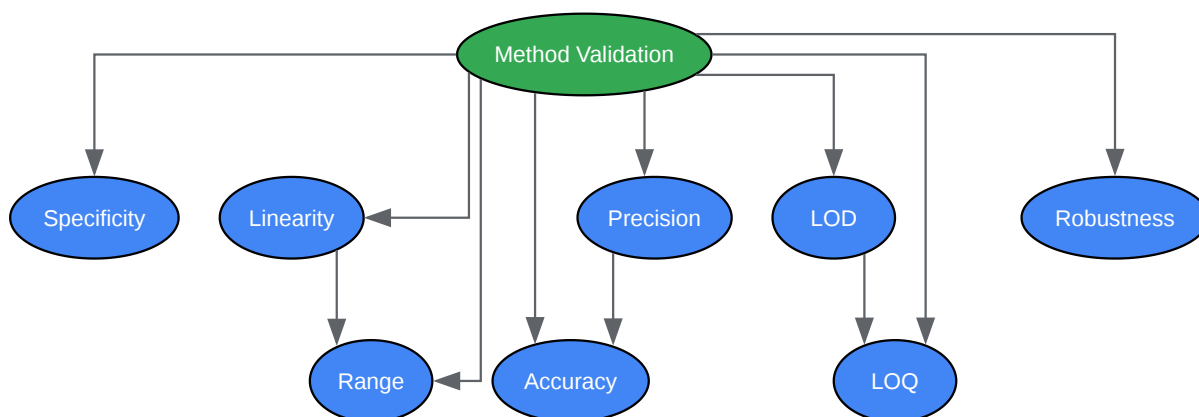 Method Validation
Specificity
Linearity
Precision
LOD
Robustness
Range
Accuracy
LOQ